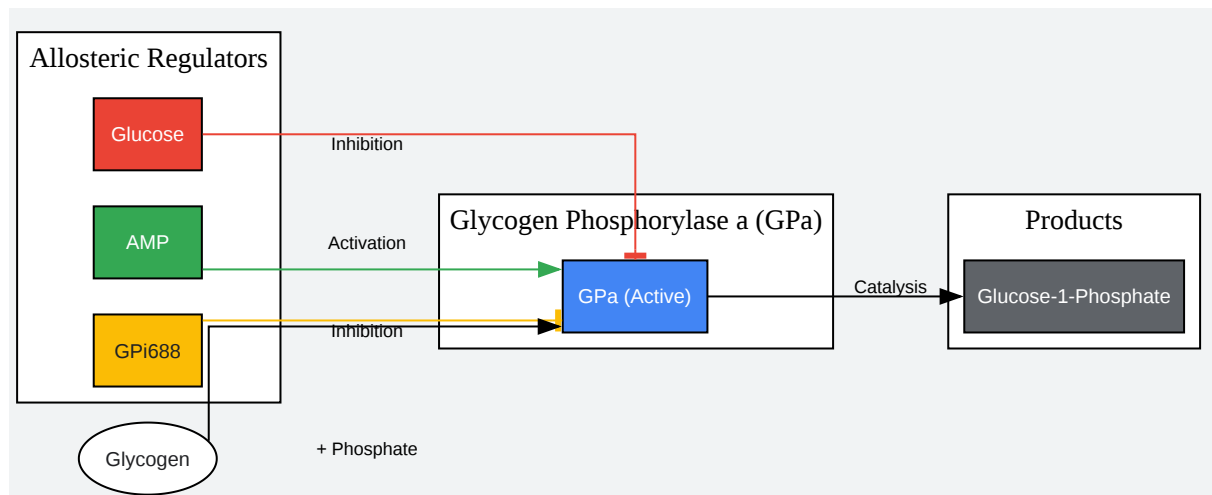 Allosteric Regulators
Glucose
Inhibition
Glycogen Phosphorylase a (GPa)
Products
AMP
Activation
GPa (Active)
Catalysis
Glucose-1-Phosphate
GPi688
Inhibition
Glycogen
+ Phosphate